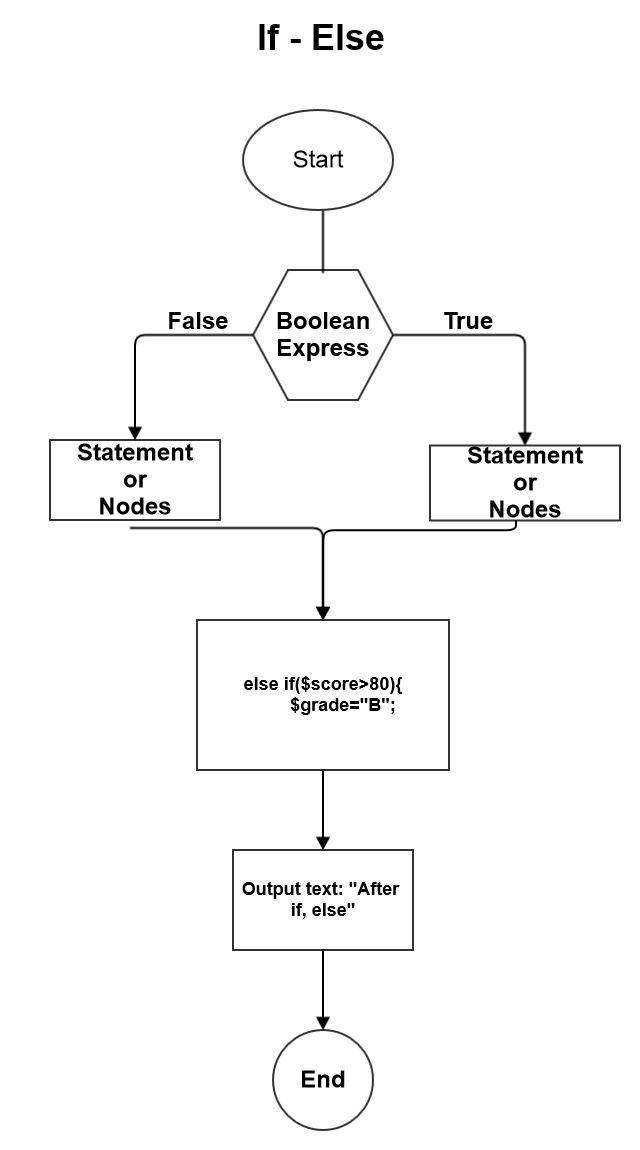 If - Else
Start
False
Boolean
Express
True
Statement
or
Nodes
Statement
or
Nodes
else if($score>80){
$grade="B";
Output text: "After
if, else"
End